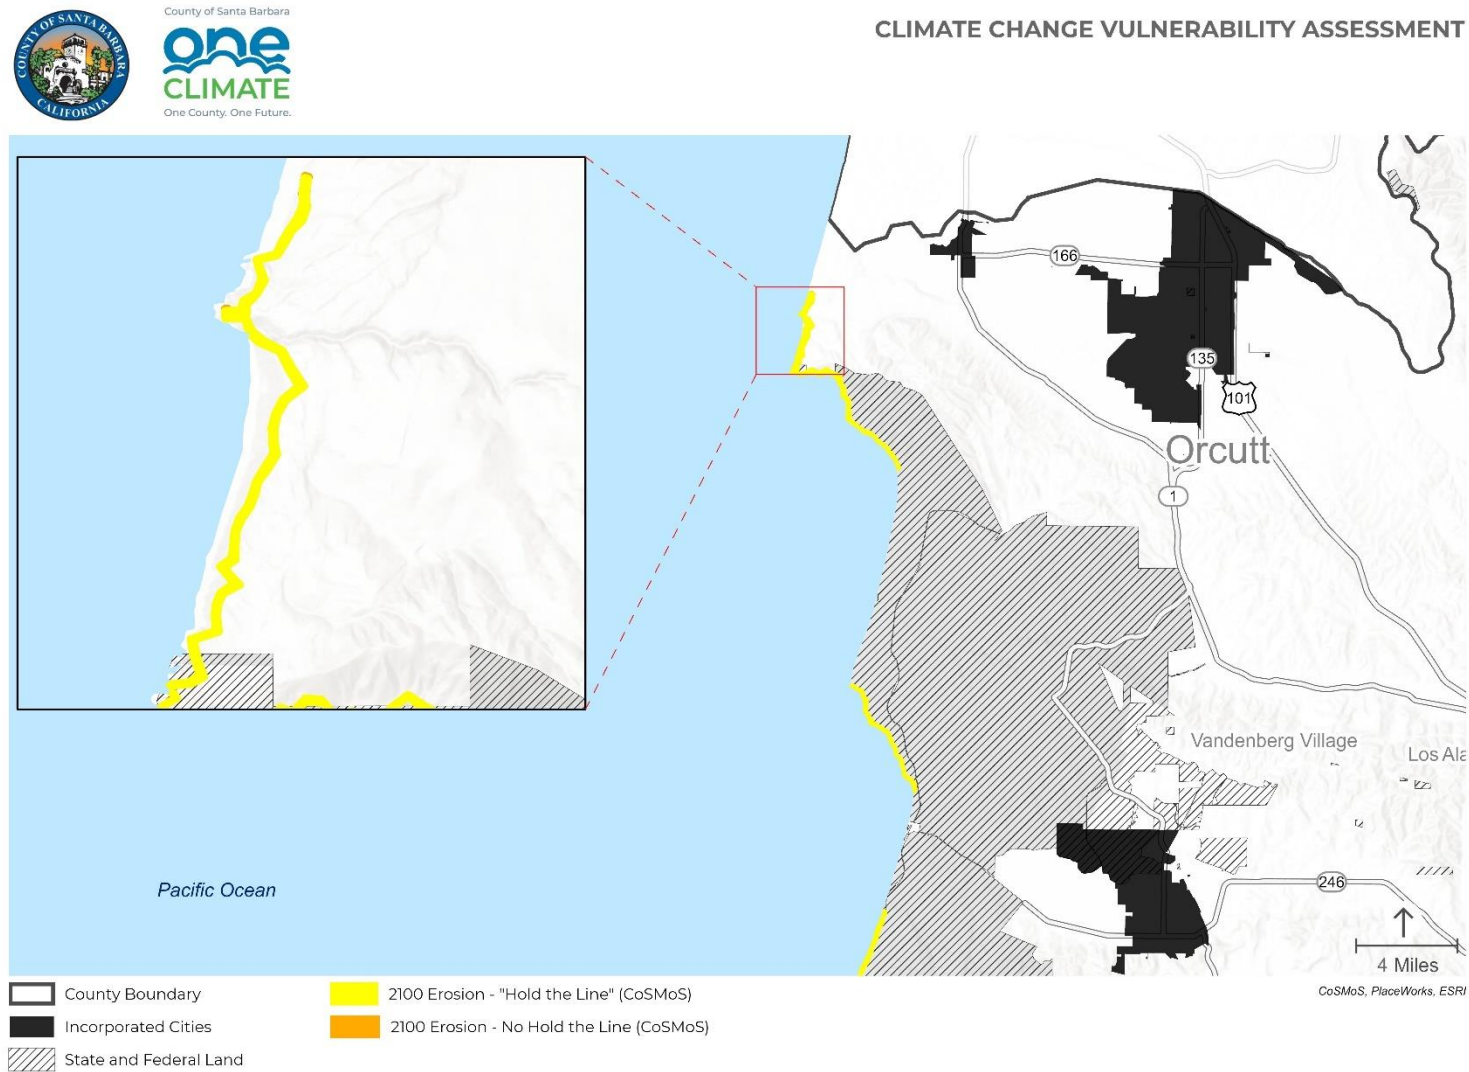 COUNTY OF SANTA BARBARA
CALIFORNIA
County of Santa Barbara
one
CLIMATE
One County. One Future.
CLIMATE CHANGE VULNERABILITY ASSESSMENT
166
135
101
Orcutt
1
Vandenberg Village
Los Ala
Pacific Ocean
246
4 Miles
CoSMoS, PlaceWorks, ESRI
County Boundary
Incorporated Cities
State and Federal Land
2100 Erosion - "Hold the Line" (CoSMoS)
2100 Erosion - No Hold the Line (CoSMoS)